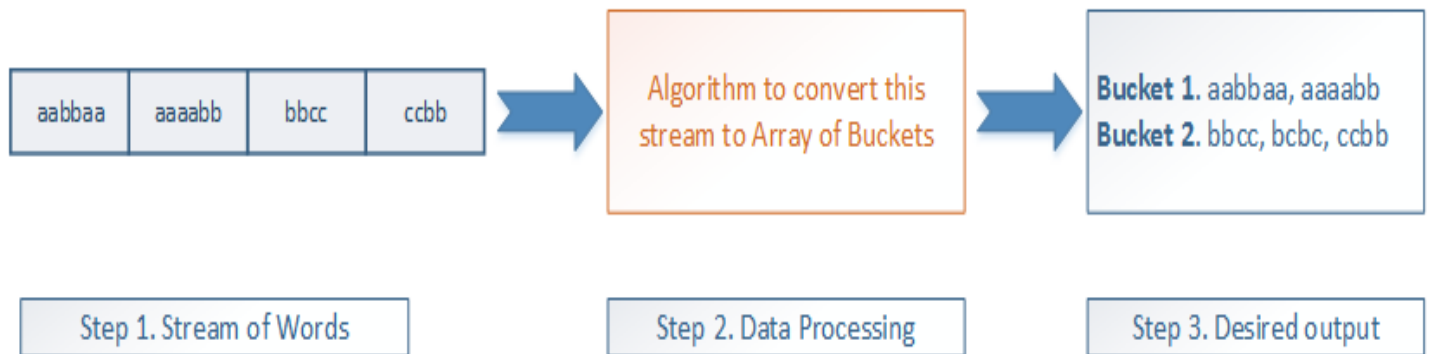 aabbaa aaaabb bbcc ccbb
Algorithm to convert this
stream to Array of Buckets
Bucket 1. aabbaa, aaaabb
Bucket 2. bbcc, bcbc, ccbb
Step 1. Stream of Words
Step 2. Data Processing
Step 3. Desired output